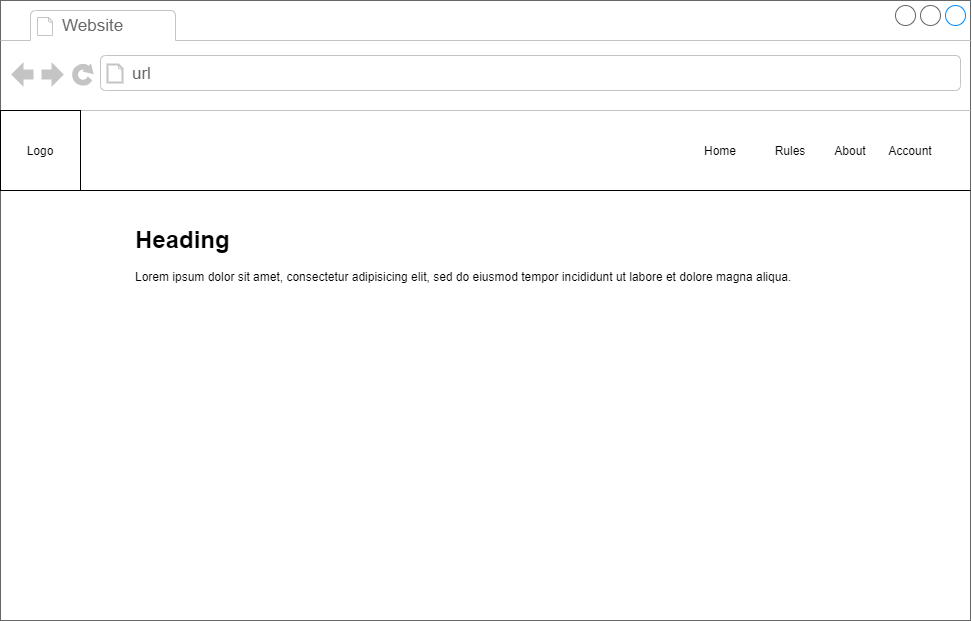 Website
url
Logo
Home Rules About Account
Heading
Lorem ipsum dolor sit amet, consectetur adipisicing elit, sed do eiusmod tempor incididunt ut labore et dolore magna aliqua.